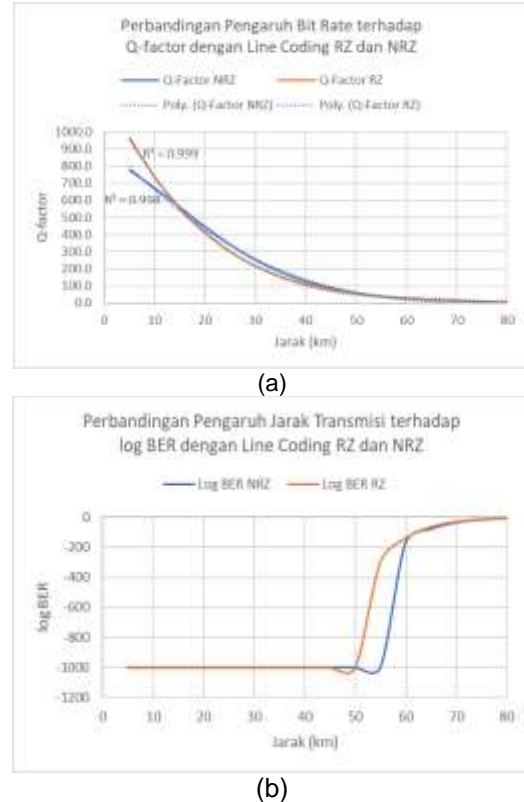 Perbandingan Pengaruh Bit Rate terhadap
Q-factor dengan Line Coding RZ dan NRZ
Q-Factor NRZ
Q-Factor RZ
Poly. (Q-Factor NRZ)
Poly. (Q-Factor RZ)
1000.0
900.0
800.0
700.0
600.0
500.0
400.0
300.0
200.0
100.0
0.0
Q-factor
R² = 0.999
R² = 0.998
0 10 20 30 40 50 60 70 80
Jarak (km)
(a)
Perbandingan Pengaruh Jarak Transmisi terhadap
log BER dengan Line Coding RZ dan NRZ
Log BER NRZ
Log BER RZ
0
-200
-400
-600
-800
-1000
-1200
log BER
0 10 20 30 40 50 60 70 80
Jarak (km)
(b)